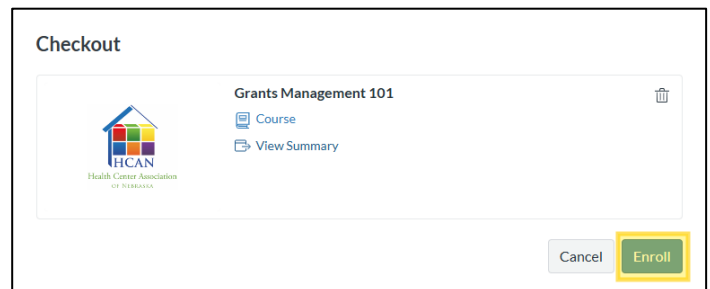 Checkout
Grants Management 101
Course
View Summary
HCAN
Health Center Association
OF NEBRASKA
Cancel
Enroll